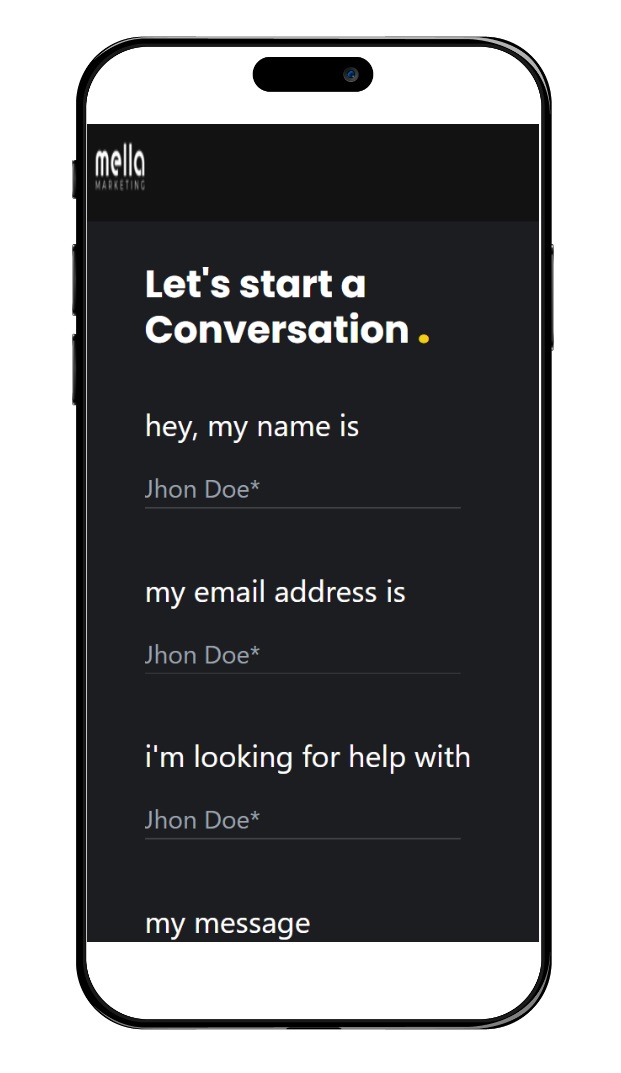 mella
MARKETING
Let's start a
Conversation .
hey, my name is
Jhon Doe*
my email address is
Jhon Doe*
i'm looking for help with
Jhon Doe*
my message